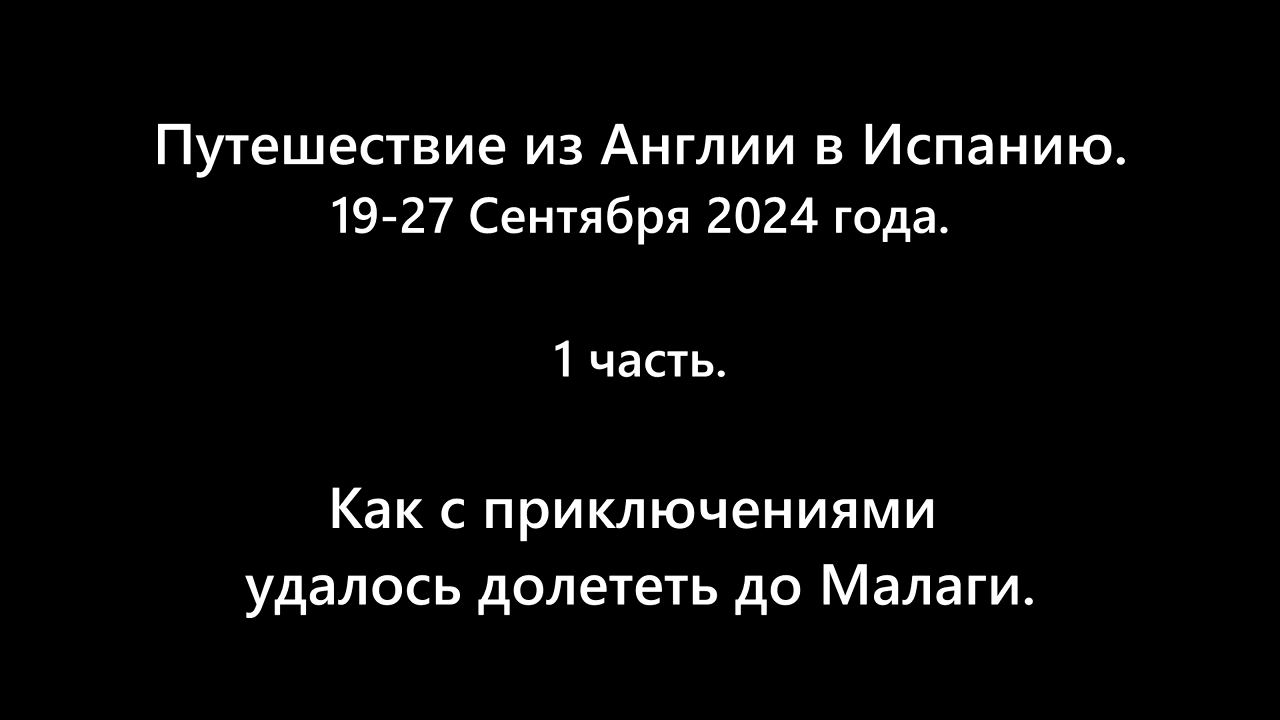 Путешествие из Англии в Испанию.
19-27 Сентября 2024 года.
1 часть.
Как с приключениями
удалось долететь до Малаги.